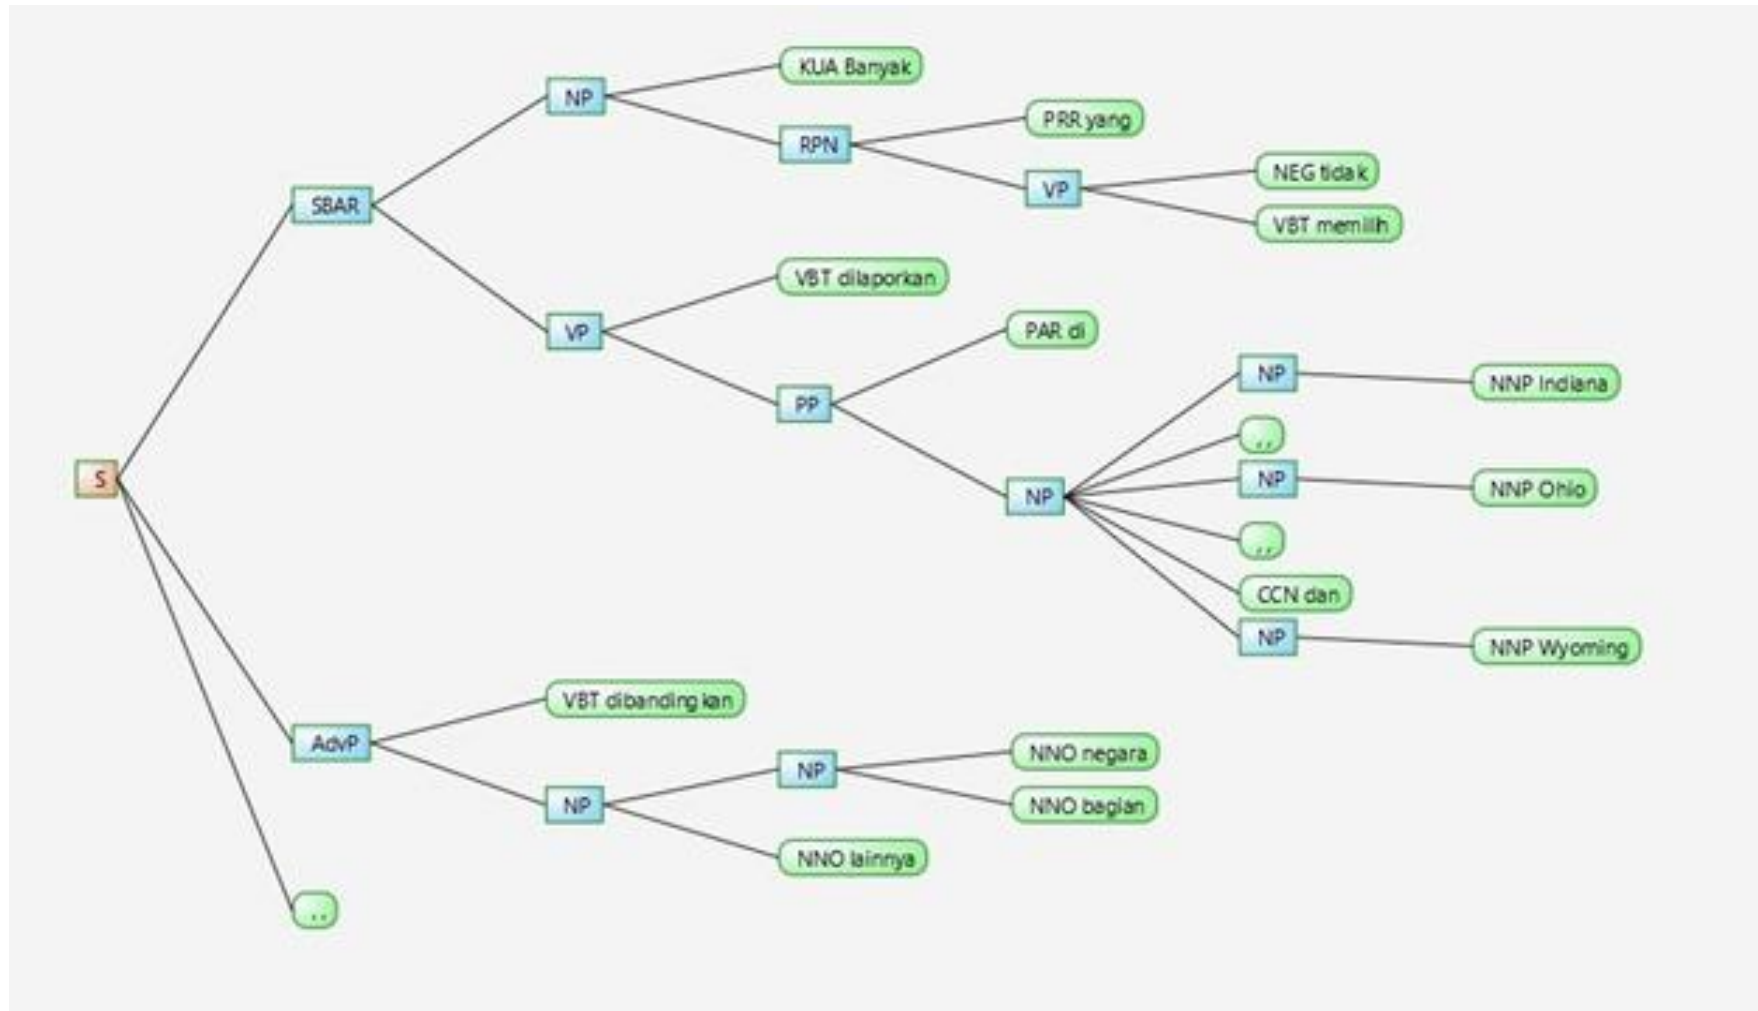 KUA Banyak
NP
PRR yang
RPN
NEG tidak
VP
SBAR
VBT memilih
VBT dilaporkan
VP
PAR di
NP
NNP Indiana
PP
, ,
S
NP
NNP Ohio
NP
, ,
CCN dan
NP
NNP Wyoming
VBT dibandingkan
AdvP
NNO negara
NP
NP
NNO bagian
NNO lainnya
. .